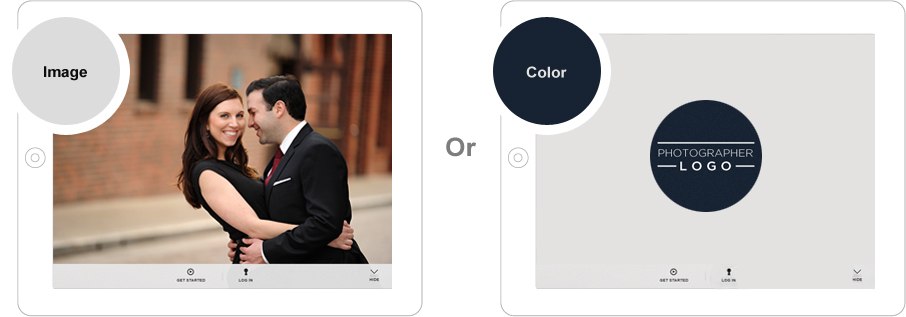 Image
GET STARTED
LOG IN
HIDE
Or
Color
PHOTOGRAPHER
LOGO
GET STARTED
LOG IN
HIDE